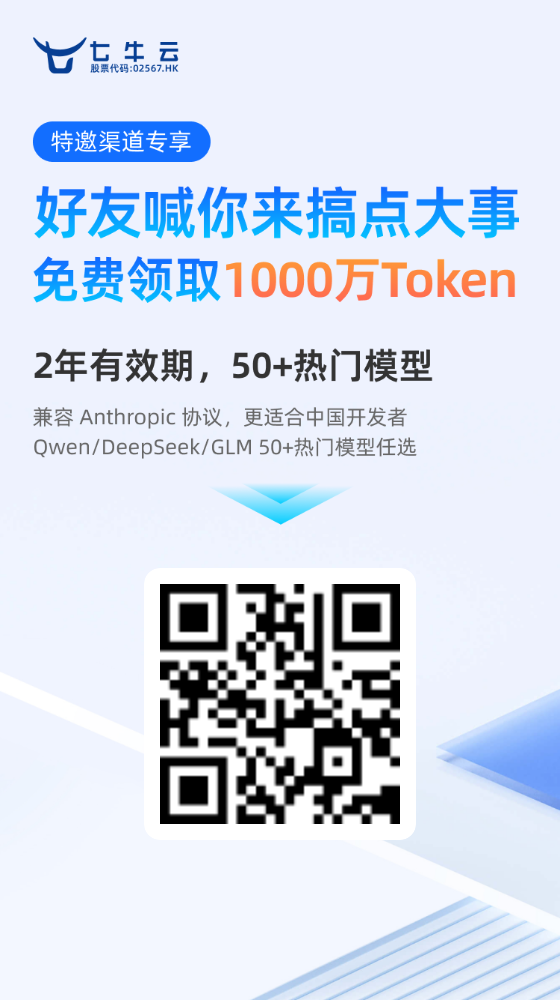 七牛云
股票代码:02567.HK
特邀渠道专享
好友喊你来搞点大事
免费领取1000万Token
2年有效期，50+热门模型
兼容 Anthropic 协议，更适合中国开发者
Qwen/DeepSeek/GLM 50+热门模型任选